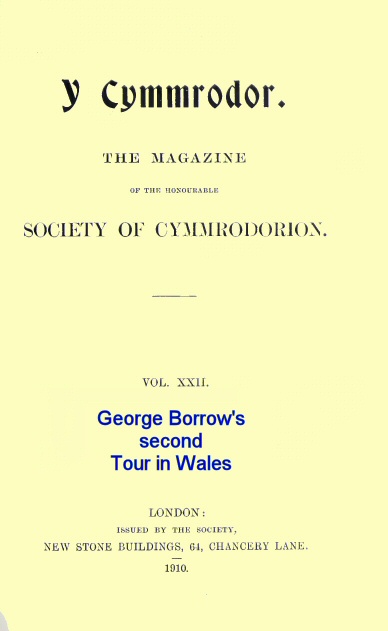 Y Cymmrodor.
THE MAGAZINE
OF THE HONOURABLE
SOCIETY OF CYMMRODORION.
VOL. XXII.
George Borrow's
second
Tour in Wales
LONDON:
ISSUED BY THE SOCIETY,
NEW STONE BUILDINGS, 64, CHANCERY LANE.
1910.